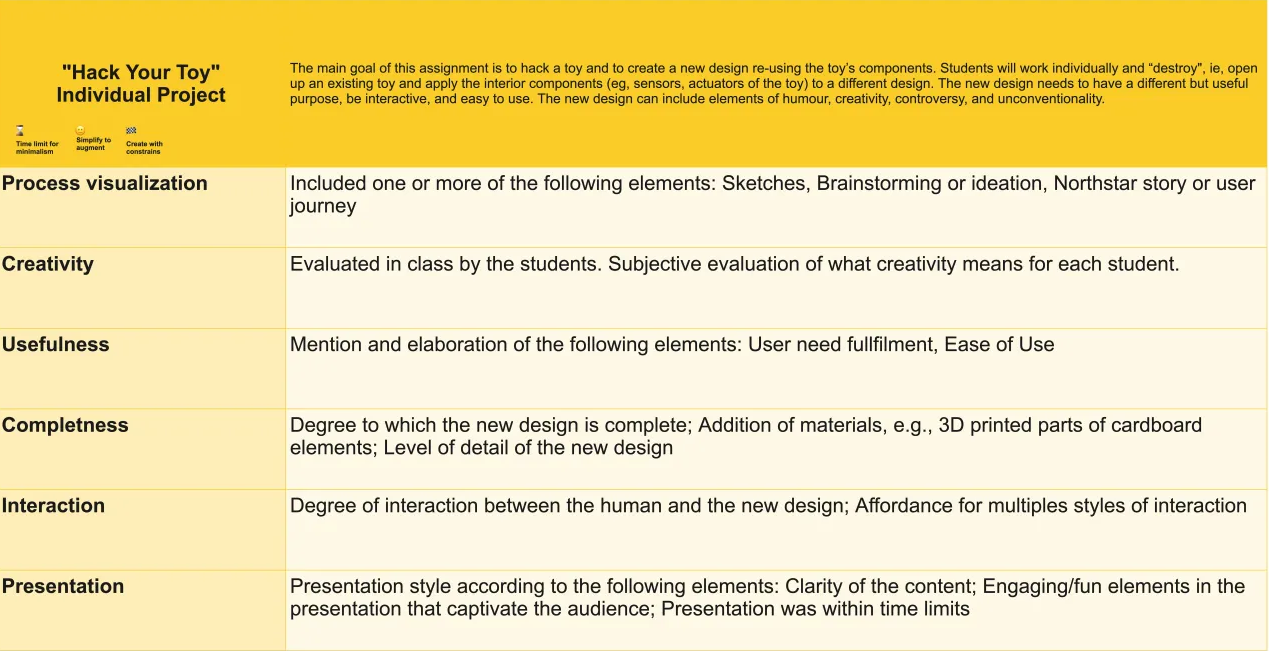 "Hack Your Toy"
Individual Project
The main goal of this assignment is to hack a toy and to create a new design re-using the toy's components. Students will work individually and “destroy", ie, open
up an existing toy and apply the interior components (eg, sensors, actuators of the toy) to a different design. The new design needs to have a different but useful
purpose, be interactive, and easy to use. The new design can include elements of humour, creativity, controversy, and unconventionality.
Time limit for
minimalism
Simplify to
augment
Create with
constrains
Process visualization
Included one or more of the following elements: Sketches, Brainstorming or ideation, Northstar story or user
journey
Creativity
Evaluated in class by the students. Subjective evaluation of what creativity means for each student.
Usefulness
Mention and elaboration of the following elements: User need fullfilment, Ease of Use
Completness
Degree to which the new design is complete; Addition of materials, e.g., 3D printed parts of cardboard
elements; Level of detail of the new design
Interaction
Degree of interaction between the human and the new design; Affordance for multiples styles of interaction
Presentation
Presentation style according to the following elements: Clarity of the content; Engaging/fun elements in the
presentation that captivate the audience; Presentation was within time limits